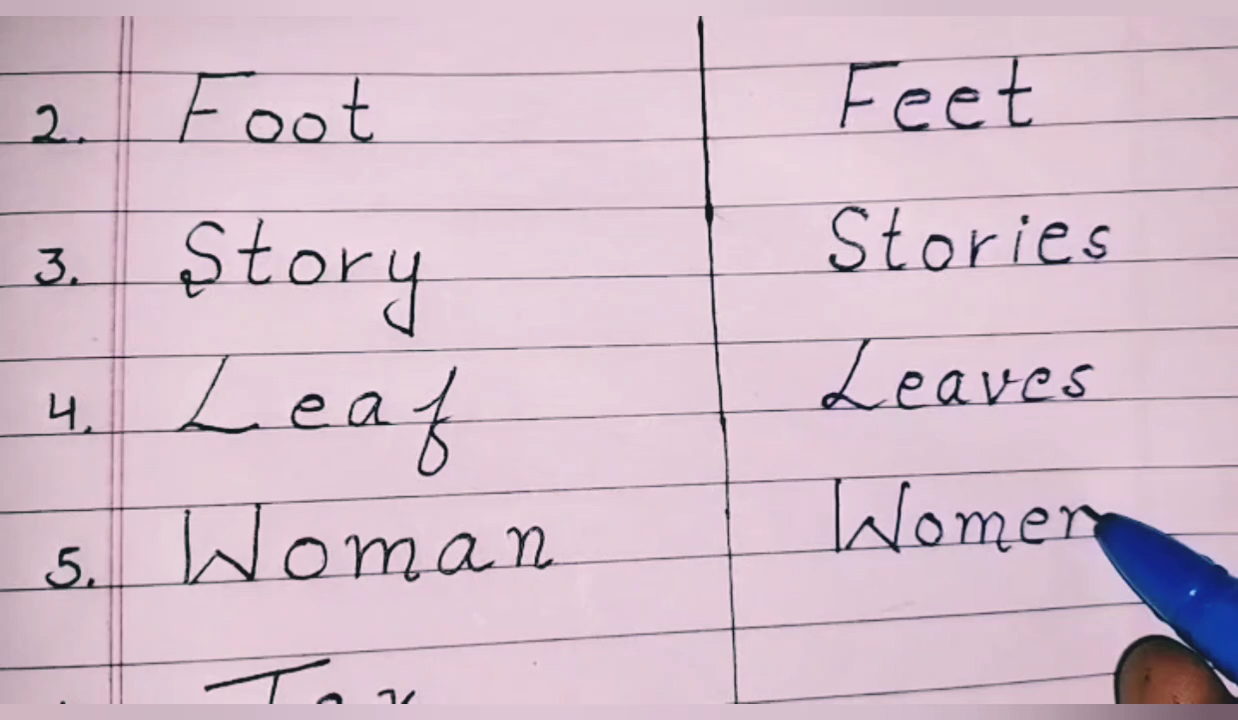 2. Foot Feet
3. Story Stories
4. Leaf Leaves
5. Woman Women